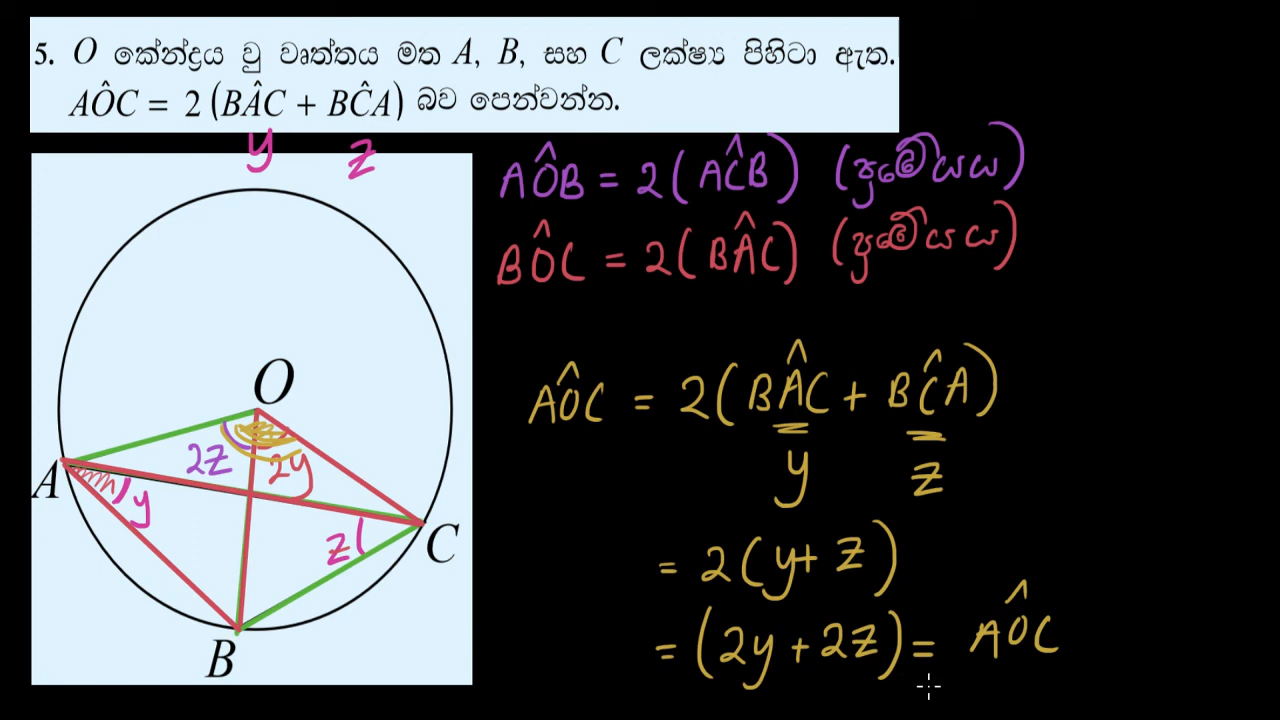 5. O කේන්ද්‍රය වූ වෘත්තය මත A, B, සහ C ලක්ෂ්‍ය පිහිටා ඇත.
AÔC = 2 (BÂC + BĈA) බව පෙන්වන්න.
y z
AÔB = 2(AĈB) (ප්‍රමේයය)
BÔC = 2(BÂC) (ප්‍රමේයය)
AÔC = 2(BÂC + BĈA)
y z
= 2(y+ z)
= (2y + 2z) = AÔC
O
2z 2y
A y
z C
B